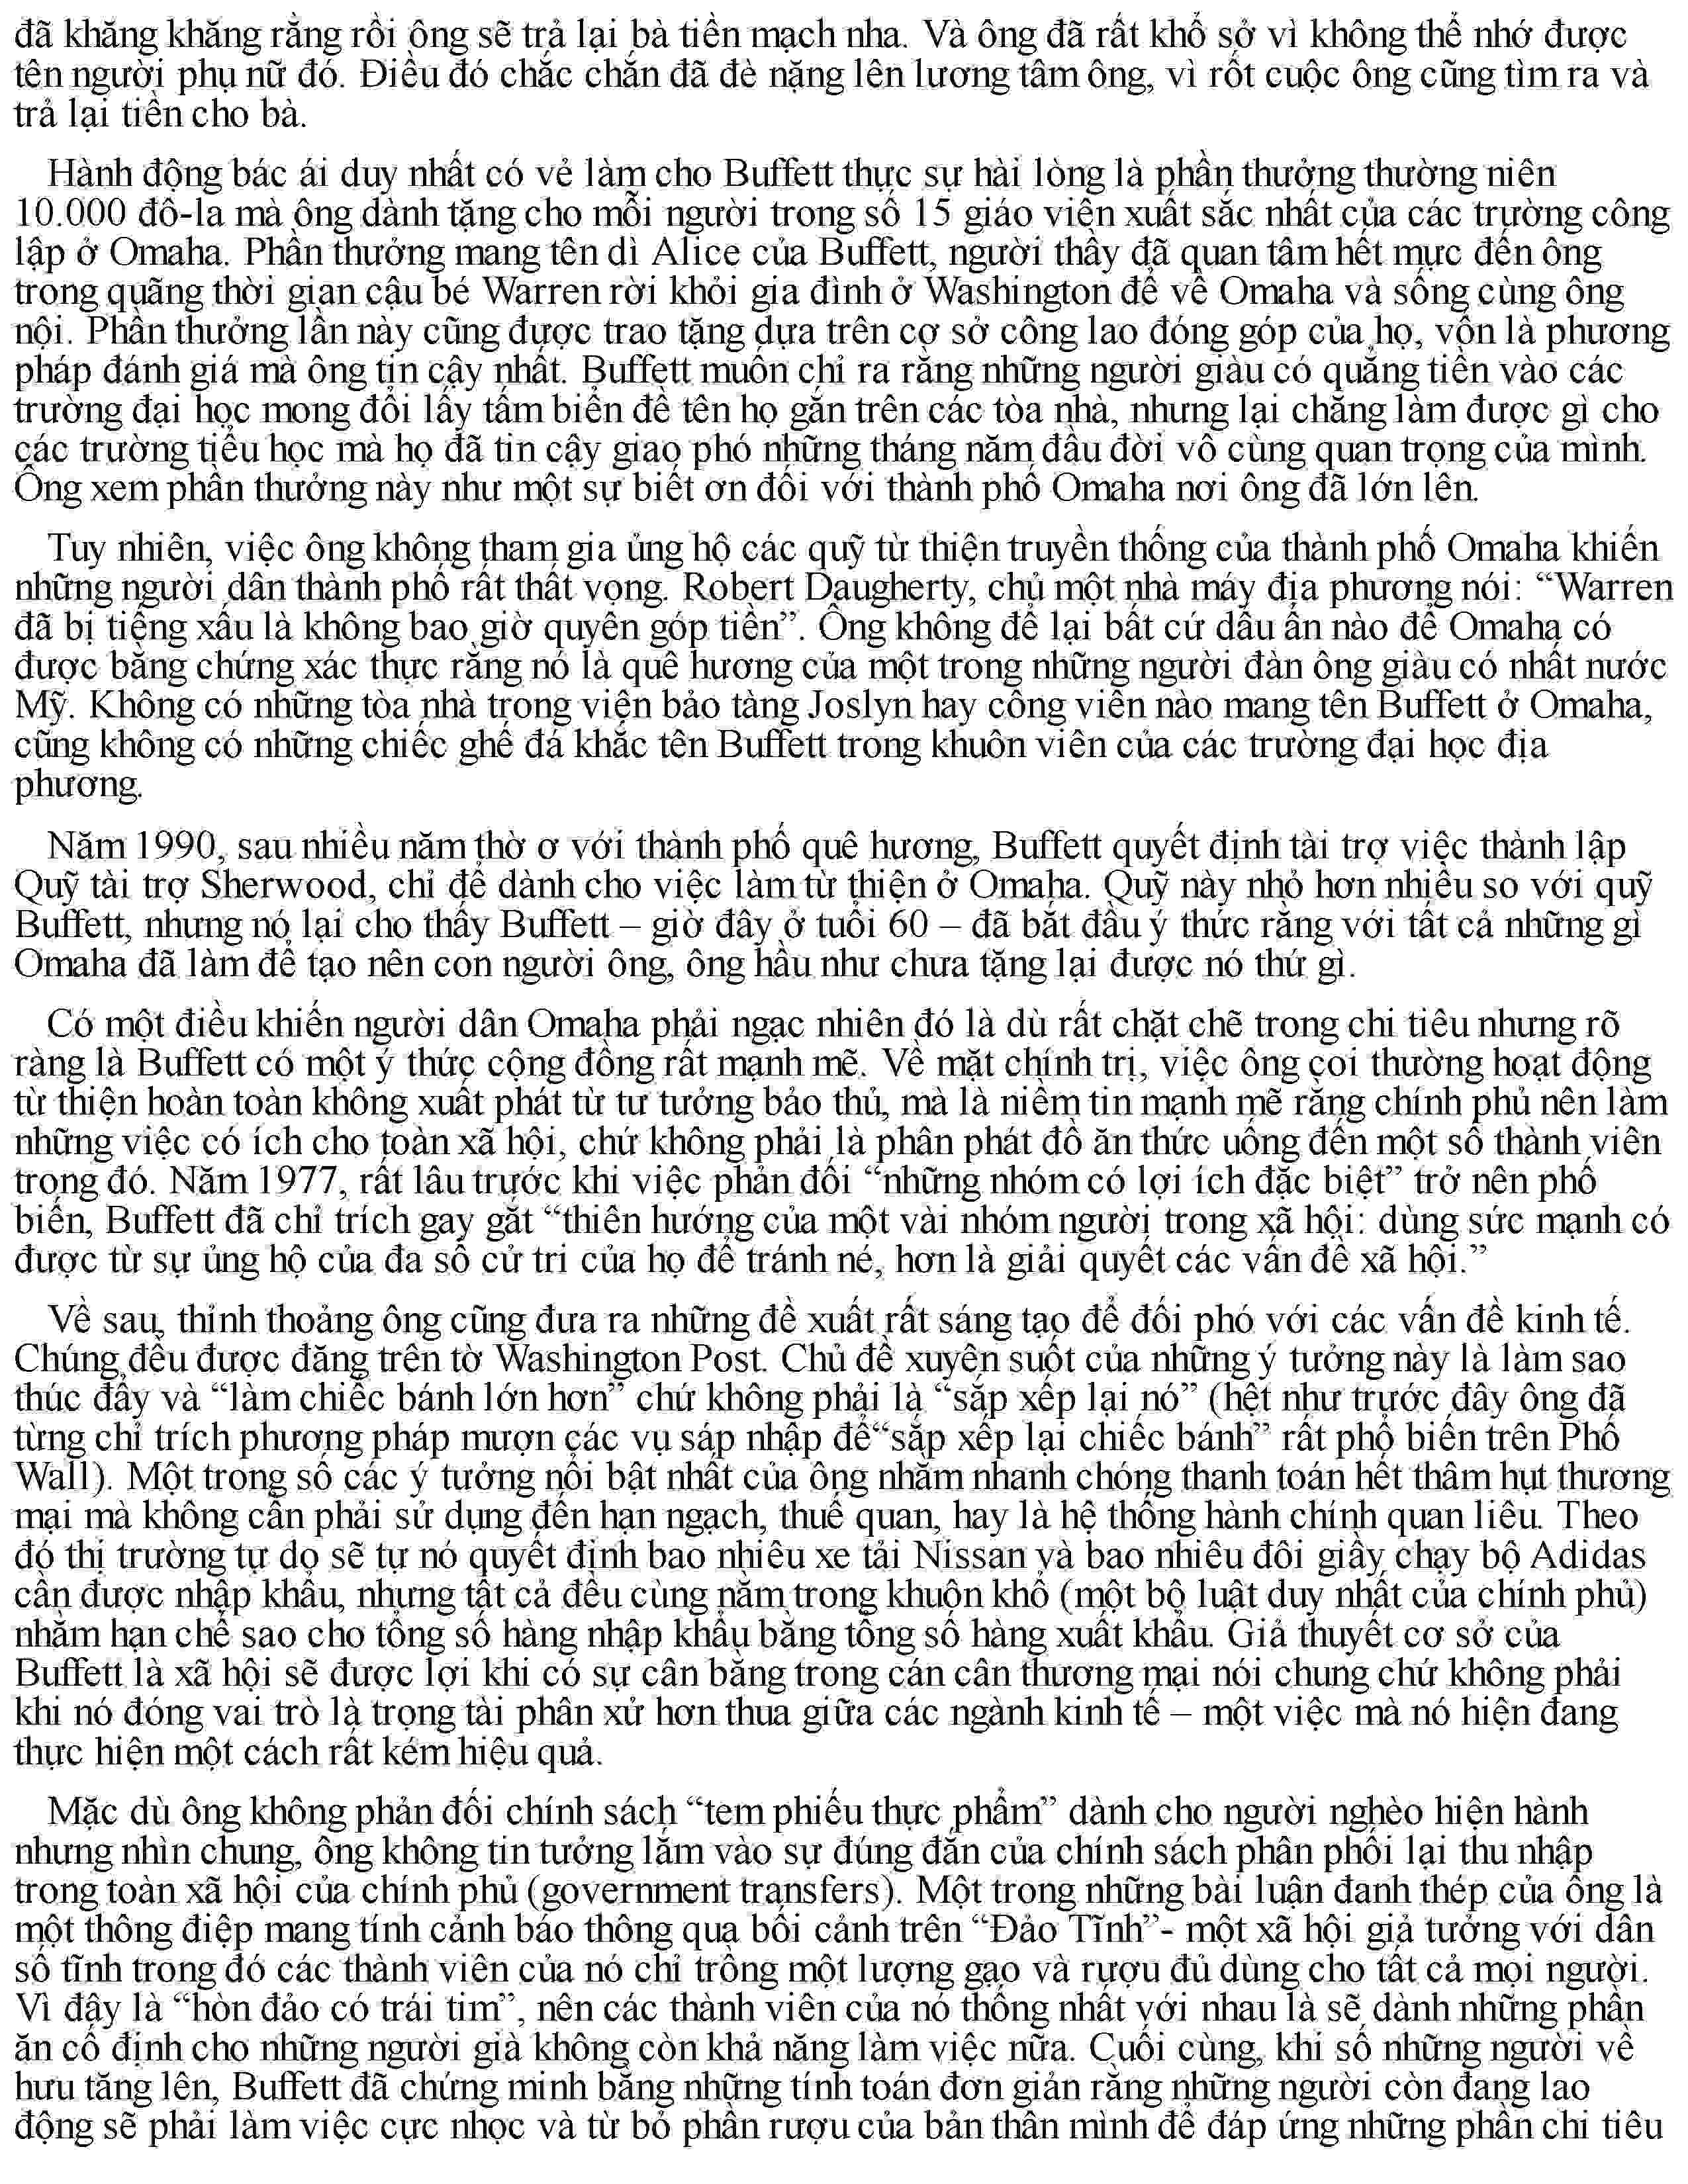 đã khăng khăng rằng rồi ông sẽ trả lại bà tiền mạch nha. Và ông đã rất khổ sở vì không thể nhớ được
tên người phụ nữ đó. Điều đó chắc chắn đã đè nặng lên lương tâm ông, vì rốt cuộc ông cũng tìm ra và
trả lại tiền cho bà.
Hành động bác ái duy nhất có vẻ làm cho Buffett thực sự hài lòng là phần thưởng thường niên
10.000 đô-la mà ông dành tặng cho mỗi người trong số 15 giáo viên xuất sắc nhất của các trường công
lập ở Omaha. Phần thưởng mang tên dì Alice của Buffett, người thầy đã quan tâm hết mực đến ông
trong quãng thời gian cậu bé Warren rời khỏi gia đình ở Washington để về Omaha và sống cùng ông
nội. Phần thưởng lần này cũng được trao tặng dựa trên cơ sở công lao đóng góp của họ, vốn là phương
pháp đánh giá mà ông tin cậy nhất. Buffett muốn chỉ ra rằng những người giàu có quẳng tiền vào các
trường đại học mong đổi lấy tấm biển đề tên họ gắn trên các tòa nhà, nhưng lại chẳng làm được gì cho
các trường tiểu học mà họ đã tin cậy giao phó những tháng năm đầu đời vô cùng quan trọng của mình.
Ông xem phần thưởng này như một sự biết ơn đối với thành phố Omaha nơi ông đã lớn lên.
Tuy nhiên, việc ông không tham gia ủng hộ các quỹ từ thiện truyền thống của thành phố Omaha khiến
những người dân thành phố rất thất vọng. Robert Daugherty, chủ một nhà máy địa phương nói: “Warren
đã bị tiếng xấu là không bao giờ quyên góp tiền”. Ông không để lại bất cứ dấu ấn nào để Omaha có
được bằng chứng xác thực rằng nó là quê hương của một trong những người đàn ông giàu có nhất nước
Mỹ. Không có những tòa nhà trong viện bảo tàng Joslyn hay công viên nào mang tên Buffett ở Omaha,
cũng không có những chiếc ghế đá khắc tên Buffett trong khuôn viên của các trường đại học địa
phương.
Năm 1990, sau nhiều năm thờ ơ với thành phố quê hương, Buffett quyết định tài trợ việc thành lập
Quỹ tài trợ Sherwood, chỉ để dành cho việc làm từ thiện ở Omaha. Quỹ này nhỏ hơn nhiều so với quỹ
Buffett, nhưng nó lại cho thấy Buffett – giờ đây ở tuổi 60 – đã bắt đầu ý thức rằng với tất cả những gì
Omaha đã làm để tạo nên con người ông, ông hầu như chưa tặng lại được nó thứ gì.
Có một điều khiến người dân Omaha phải ngạc nhiên đó là dù rất chặt chẽ trong chi tiêu nhưng rõ
ràng là Buffett có một ý thức cộng đồng rất mạnh mẽ. Về mặt chính trị, việc ông coi thường hoạt động
từ thiện hoàn toàn không xuất phát từ tư tưởng bảo thủ, mà là niềm tin mạnh mẽ rằng chính phủ nên làm
những việc có ích cho toàn xã hội, chứ không phải là phân phát đồ ăn thức uống đến một số thành viên
trong đó. Năm 1977, rất lâu trước khi việc phản đối “những nhóm có lợi ích đặc biệt” trở nên phổ
biến, Buffett đã chỉ trích gay gắt “thiên hướng của một vài nhóm người trong xã hội: dùng sức mạnh có
được từ sự ủng hộ của đa số cử tri của họ để tránh né, hơn là giải quyết các vấn đề xã hội.”
Về sau, thỉnh thoảng ông cũng đưa ra những đề xuất rất sáng tạo để đối phó với các vấn đề kinh tế.
Chúng đều được đăng trên tờ Washington Post. Chủ đề xuyên suốt của những ý tưởng này là làm sao
thúc đẩy và “làm chiếc bánh lớn hơn” chứ không phải là “sắp xếp lại nó” (hệt như trước đây ông đã
từng chỉ trích phương pháp mượn các vụ sáp nhập để“sắp xếp lại chiếc bánh” rất phổ biến trên Phố
Wall). Một trong số các ý tưởng nổi bật nhất của ông nhằm nhanh chóng thanh toán hết thâm hụt thương
mại mà không cần phải sử dụng đến hạn ngạch, thuế quan, hay là hệ thống hành chính quan liêu. Theo
đó thị trường tự do sẽ tự nó quyết định bao nhiêu xe tải Nissan và bao nhiêu đôi giầy chạy bộ Adidas
cần được nhập khẩu, nhưng tất cả đều cùng nằm trong khuôn khổ (một bộ luật duy nhất của chính phủ)
nhằm hạn chế sao cho tổng số hàng nhập khẩu bằng tổng số hàng xuất khẩu. Giả thuyết cơ sở của
Buffett là xã hội sẽ được lợi khi có sự cân bằng trong cán cân thương mại nói chung chứ không phải
khi nó đóng vai trò là trọng tài phân xử hơn thua giữa các ngành kinh tế – một việc mà nó hiện đang
thực hiện một cách rất kém hiệu quả.
Mặc dù ông không phản đối chính sách “tem phiếu thực phẩm” dành cho người nghèo hiện hành
nhưng nhìn chung, ông không tin tưởng lắm vào sự đúng đắn của chính sách phân phối lại thu nhập
trong toàn xã hội của chính phủ (government transfers). Một trong những bài luận đanh thép của ông là
một thông điệp mang tính cảnh báo thông qua bối cảnh trên “Đảo Tĩnh”- một xã hội giả tưởng với dân
số tĩnh trong đó các thành viên của nó chỉ trồng một lượng gạo và rượu đủ dùng cho tất cả mọi người.
Vì đây là “hòn đảo có trái tim”, nên các thành viên của nó thống nhất với nhau là sẽ dành những phần
ăn cố định cho những người già không còn khả năng làm việc nữa. Cuối cùng, khi số những người về
hưu tăng lên, Buffett đã chứng minh bằng những tính toán đơn giản rằng những người còn đang lao
động sẽ phải làm việc cực nhọc và từ bỏ phần rượu của bản thân mình để đáp ứng những phần chi tiêu